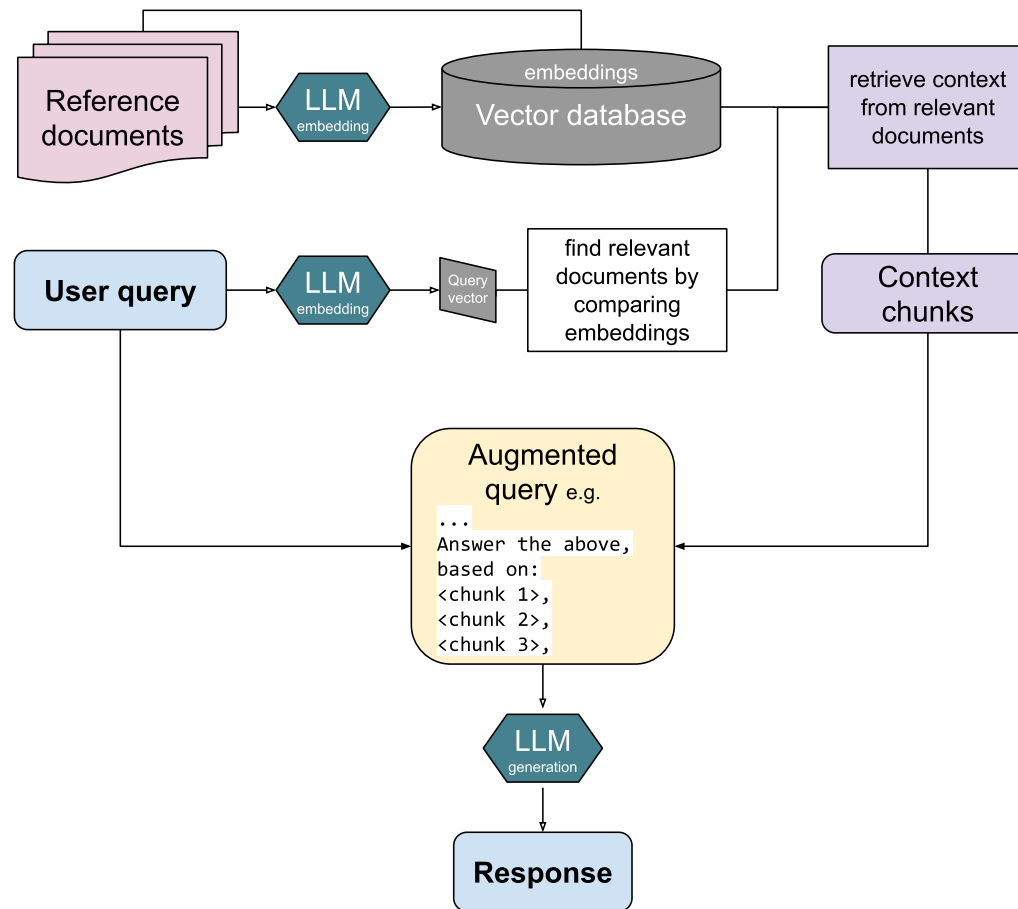 Reference
documents
LLM
embedding
embeddings
Vector database
retrieve context
from relevant
documents
User query
LLM
embedding
Query
vector
find relevant
documents by
comparing
embeddings
Context
chunks
Augmented
query e.g.
...
Answer the above,
based on:
<chunk 1>,
<chunk 2>,
<chunk 3>,
LLM
generation
Response